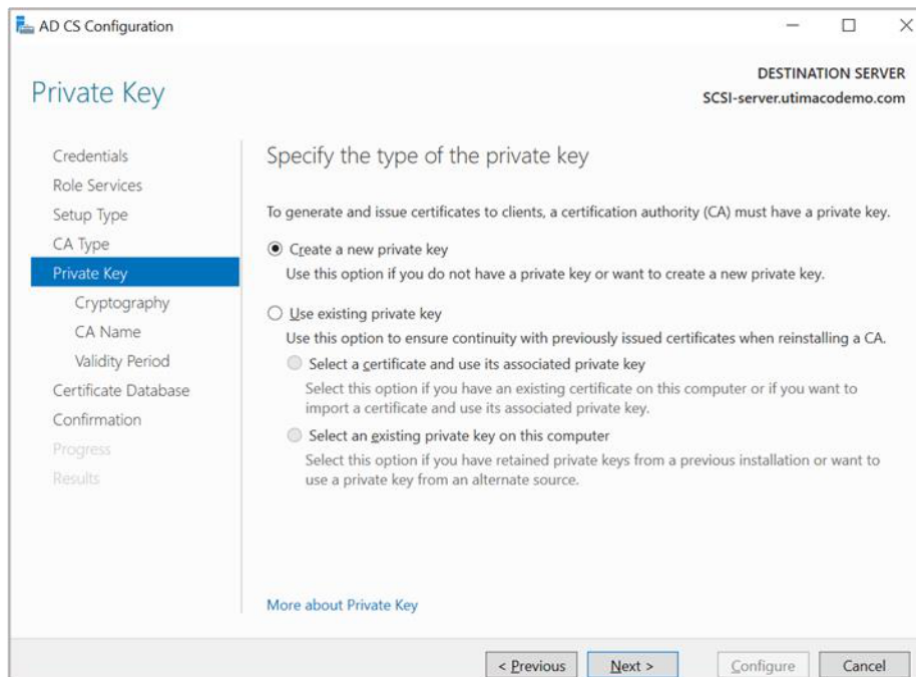 AD CS Configuration
Private Key
DESTINATION SERVER
SCSI-server.utimacodemo.com
Credentials
Role Services
Setup Type
CA Type
Private Key
Cryptography
CA Name
Validity Period
Certificate Database
Confirmation
Progress
Results
Specify the type of the private key
To generate and issue certificates to clients, a certification authority (CA) must have a private key.
Create a new private key
Use this option if you do not have a private key or want to create a new private key.
Use existing private key
Use this option to ensure continuity with previously issued certificates when reinstalling a CA.
Select a certificate and use its associated private key
Select this option if you have an existing certificate on this computer or if you want to
import a certificate and use its associated private key.
Select an existing private key on this computer
Select this option if you have retained private keys from a previous installation or want to
use a private key from an alternate source.
More about Private Key
< Previous
Next >
Configure
Cancel